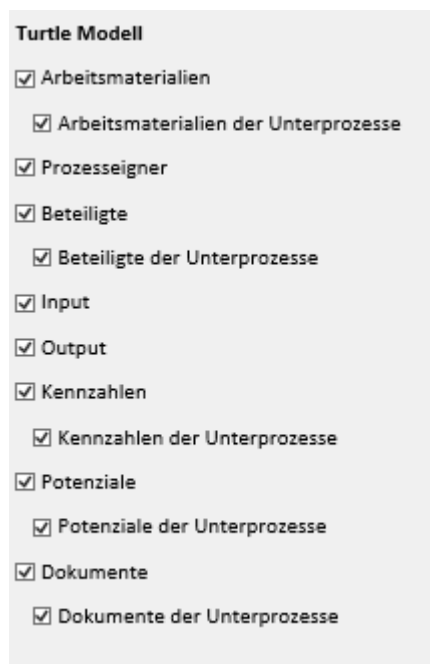 Turtle Modell
Arbeitsmaterialien
Arbeitsmaterialien der Unterprozesse
Prozesseigner
Beteiligte
Beteiligte der Unterprozesse
Input
Output
Kennzahlen
Kennzahlen der Unterprozesse
Potenziale
Potenziale der Unterprozesse
Dokumente
Dokumente der Unterprozesse